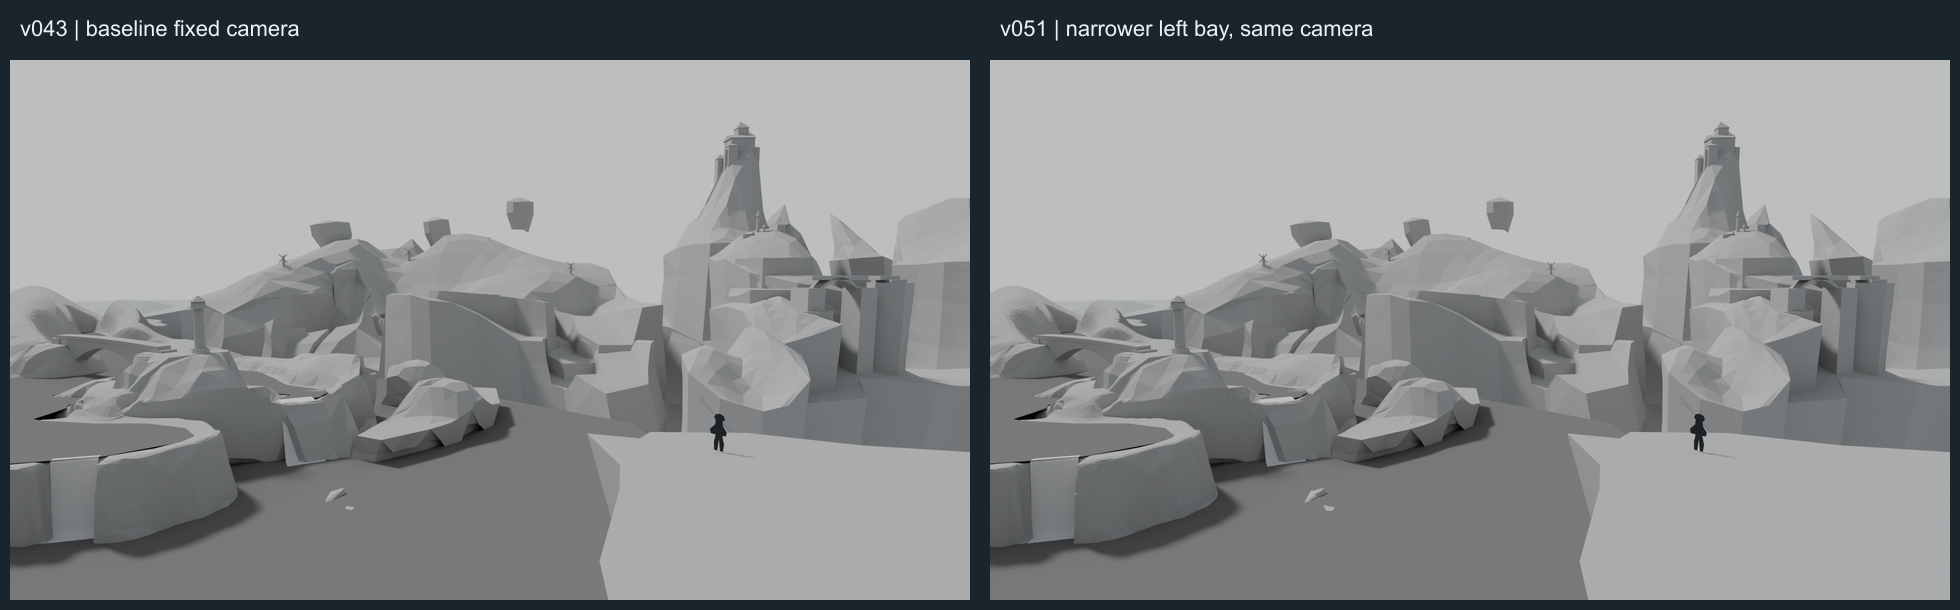 v043 | baseline fixed camera
v051 | narrower left bay, same camera